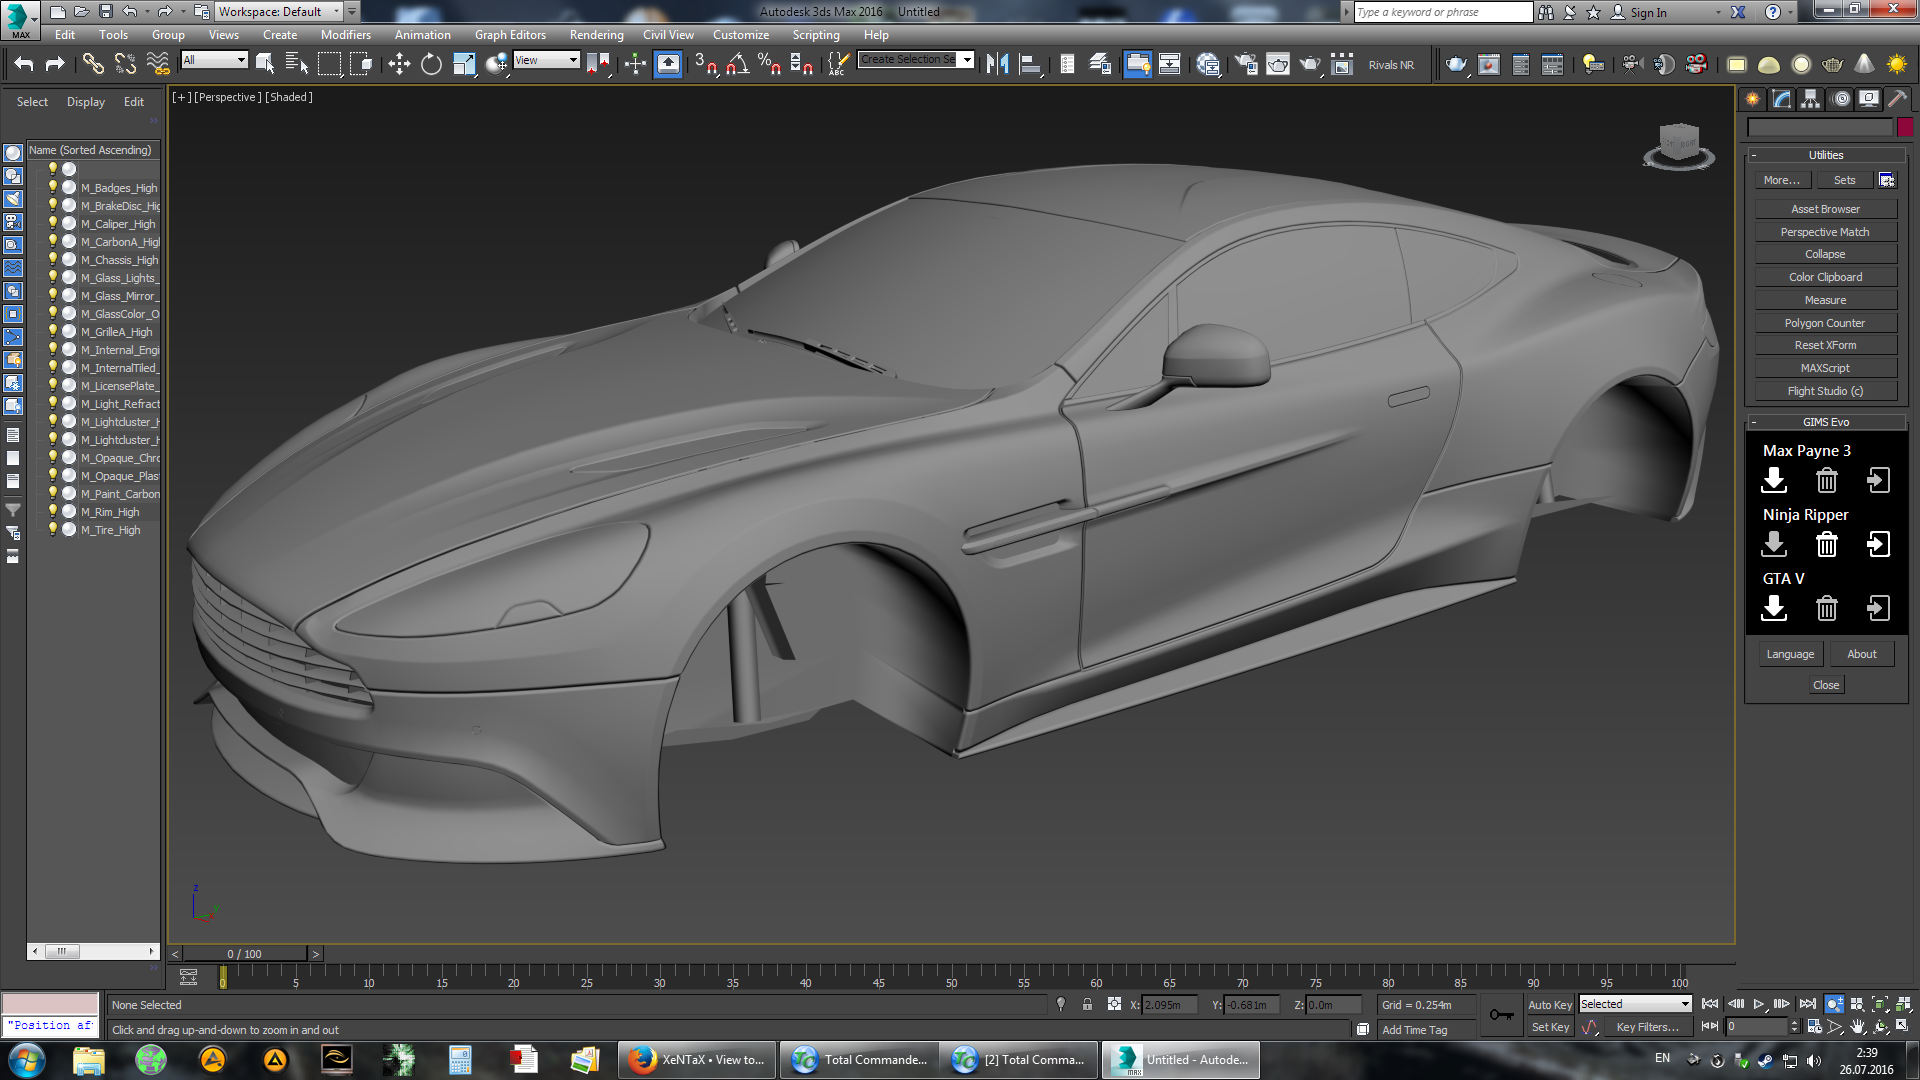 Workspace: Default
Autodesk 3ds Max 2016
Untitled
Type a keyword or phrase
Sign In
MAX
Edit
Tools
Group
Views
Create
Modifiers
Animation
Graph Editors
Rendering
Civil View
Customize
Scripting
Help
All
View
3
ABC
Create Selection Se
Rivals NR
Select
Display
Edit
[+] [Perspective] [Shaded]
Name (Sorted Ascending)
M_Badges_High
M_BrakeDisc_Hig
M_Caliper_High
M_CarbonA_High
M_Chassis_High
M_Glass_Lights_
M_Glass_Mirror_
M_GlassColor_O
M_GrilleA_High
M_Internal_Engi
M_InternalTiled_
M_LicensePlate_
M_Light_Refract
M_Lightcluster_H
M_Lightcluster_H
M_Opaque_Chro
M_Opaque_Plas
M_Paint_Carbon
M_Rim_High
M_Tire_High
Utilities
More...
Sets
Asset Browser
Perspective Match
Collapse
Color Clipboard
Measure
Polygon Counter
Reset XForm
MAXScript
Flight Studio (c)
GIMS Evo
Max Payne 3
Ninja Ripper
GTA V
Language
About
Close
z
y
0 / 100
0 5 10 15 20 25 30 35 40 45 50 55 60 65 70 75 80 85 90 95 100
None Selected
X: 2.095m
Y: -0.681m
Z: 0.0m
Grid = 0.254m
Auto Key
Selected
"Position af
Click and drag up-and-down to zoom in and out
Add Time Tag
Set Key
Key Filters...
0
XeNTaX • View to...
Total Commande...
[2] Total Comma...
Untitled - Autode...
EN
2:39
26.07.2016